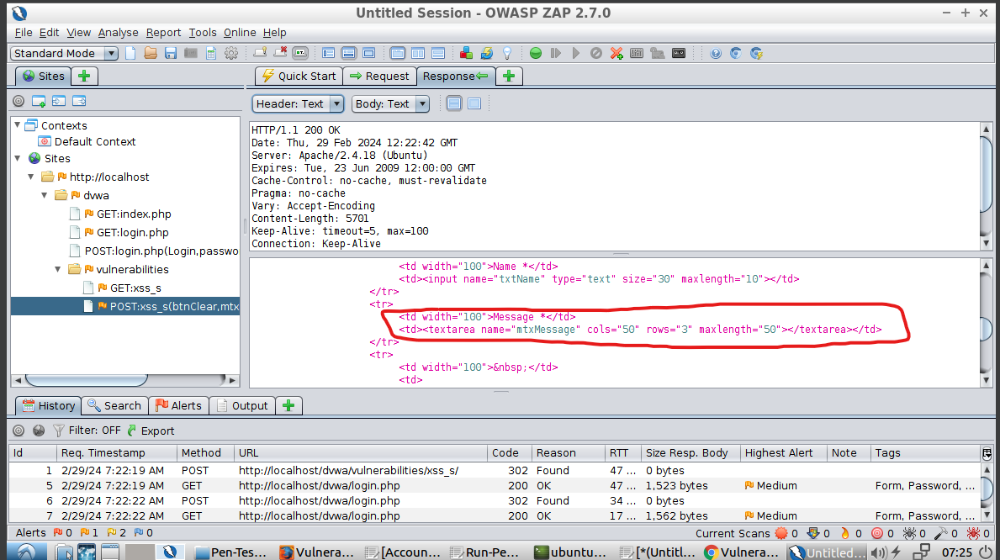 Untitled Session - OWASP ZAP 2.7.0
File Edit View Analyse Report Tools Online Help
Standard Mode
Sites
Quick Start Request Response
Header: Text Body: Text
Contexts
Default Context
Sites
http://localhost
dvwa
GET:index.php
GET:login.php
POST:login.php(Login,passwo
vulnerabilities
GET:xss_s
POST:xss_s(btnClear,mtx
HTTP/1.1 200 OK
Date: Thu, 29 Feb 2024 12:22:42 GMT
Server: Apache/2.4.18 (Ubuntu)
Expires: Tue, 23 Jun 2009 12:00:00 GMT
Cache-Control: no-cache, must-revalidate
Pragma: no-cache
Vary: Accept-Encoding
Content-Length: 5701
Keep-Alive: timeout=5, max=100
Connection: Keep-Alive
<td width="100">Name *</td>
<td><input name="txtName" type="text" size="30" maxlength="10"></td>
</tr>
<tr>
<td width="100">Message *</td>
<td><textarea name="mtxMessage" cols="50" rows="3" maxlength="50"></textarea></td>
</tr>
<tr>
<td width="100">&nbsp;</td>
<td>
History Search Alerts Output
Filter: OFF Export
Id Req. Timestamp Method URL Code Reason RTT Size Resp. Body Highest Alert Note Tags
1 2/29/24 7:22:19 AM POST http://localhost/dvwa/vulnerabilities/xss_s/ 302 Found 47 ... 0 bytes
5 2/29/24 7:22:19 AM GET http://localhost/dvwa/login.php 200 OK 47 ... 1,523 bytes Medium Form, Password, ...
6 2/29/24 7:22:22 AM POST http://localhost/dvwa/login.php 302 Found 34 ... 0 bytes
7 2/29/24 7:22:22 AM GET http://localhost/dvwa/login.php 200 OK 17 ... 1,562 bytes Medium Form, Password, ...
Alerts 0 1 2 0 Current Scans 0 0 0 0 0 0 0
Pen-Tes... Vulnera... [Accoun... Run-Pe... ubuntu... *(Untitl... Vulnera... Untitled... 07:25